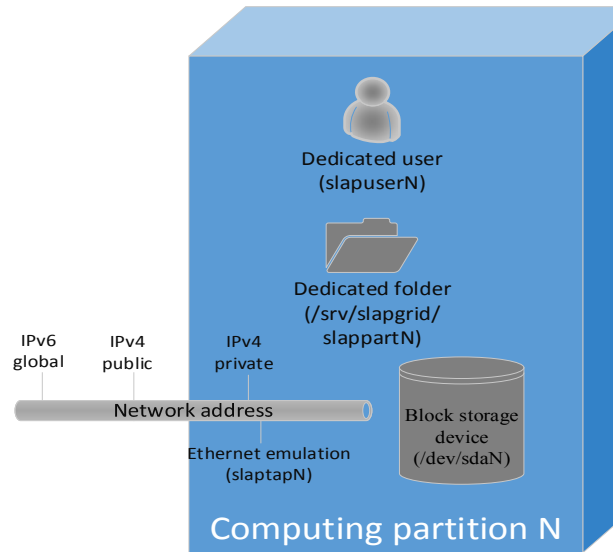 Dedicated user
(slapuserN)
Dedicated folder
(/srv/slapgrid/
slappartN)
IPv6
global
IPv4
public
IPv4
private
Network address
Ethernet emulation
(slaptapN)
Block storage
device
(/dev/sdaN)
Computing partition N